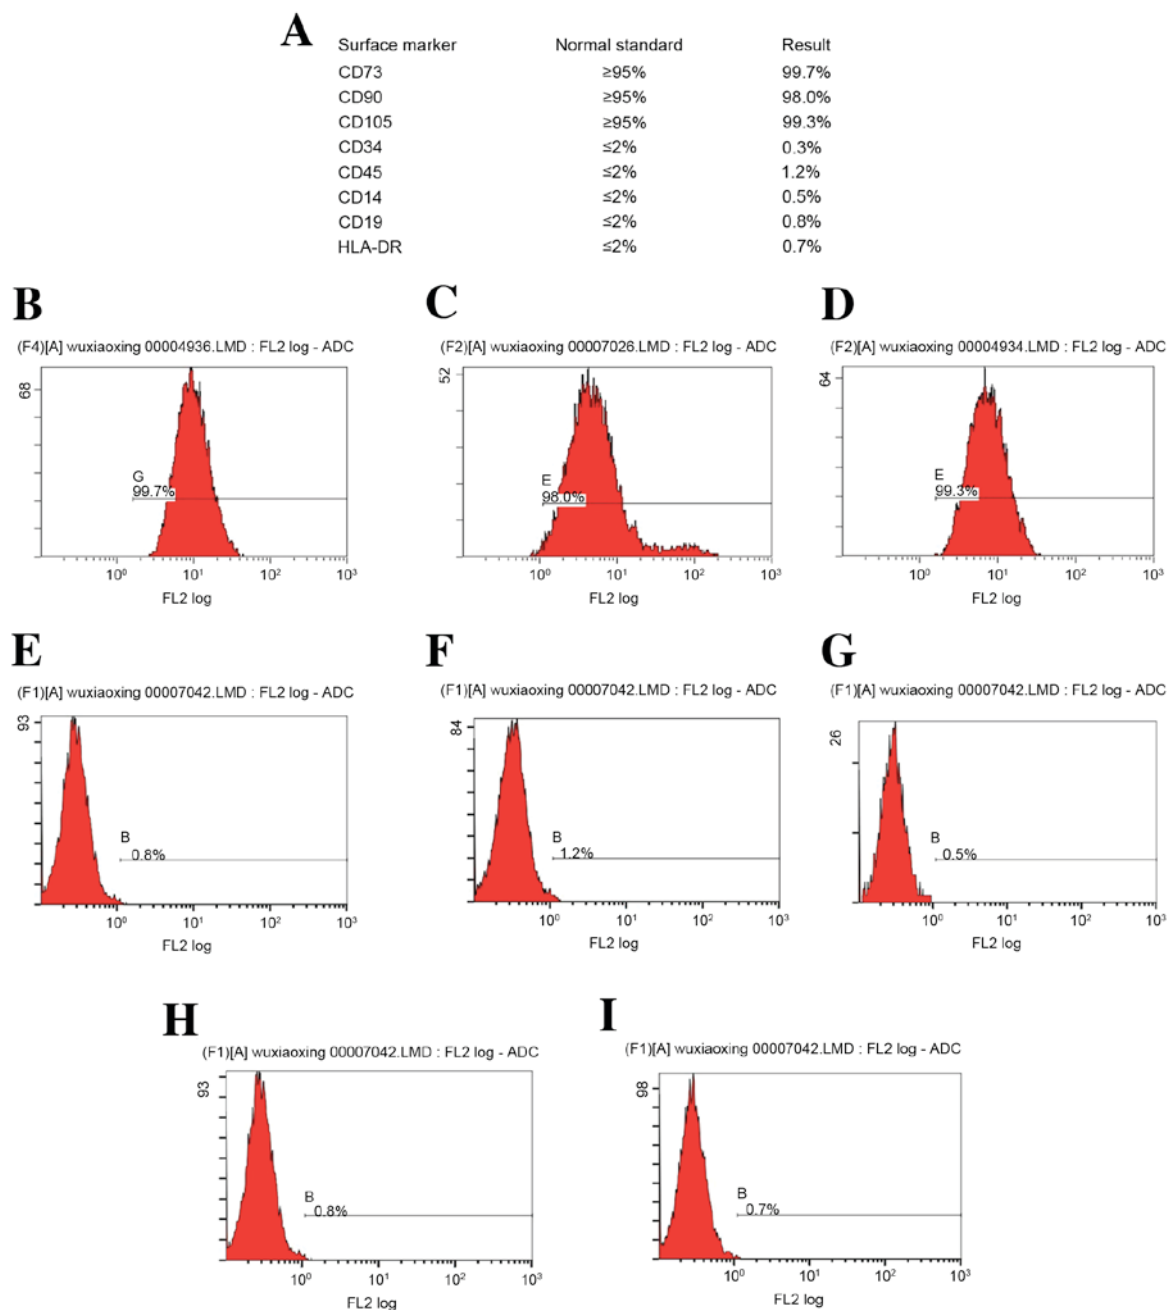 A
Surface marker Normal standard Result
CD73 ≥95% 99.7%
CD90 ≥95% 98.0%
CD105 ≥95% 99.3%
CD34 ≤2% 0.3%
CD45 ≤2% 1.2%
CD14 ≤2% 0.5%
CD19 ≤2% 0.8%
HLA-DR ≤2% 0.7%
B
(F4)[A] wuxiaoxing 00004936.LMD : FL2 log - ADC
68
G
99.7%
10⁰ 10¹ 10² 10³
FL2 log
C
(F2)[A] wuxiaoxing 00007026.LMD : FL2 log - ADC
52
E
98.0%
10⁰ 10¹ 10² 10³
FL2 log
D
(F2)[A] wuxiaoxing 00004934.LMD : FL2 log - ADC
64
E
99.3%
10⁰ 10¹ 10² 10³
FL2 log
E
(F1)[A] wuxiaoxing 00007042.LMD : FL2 log - ADC
93
B
0.8%
10⁰ 10¹ 10² 10³
FL2 log
F
(F1)[A] wuxiaoxing 00007042.LMD : FL2 log - ADC
84
B
1.2%
10⁰ 10¹ 10² 10³
FL2 log
G
(F1)[A] wuxiaoxing 00007042.LMD : FL2 log - ADC
26
B
0.5%
10⁰ 10¹ 10² 10³
FL2 log
H
(F1)[A] wuxiaoxing 00007042.LMD : FL2 log - ADC
93
B
0.8%
10⁰ 10¹ 10² 10³
FL2 log
I
(F1)[A] wuxiaoxing 00007042.LMD : FL2 log - ADC
98
B
0.7%
10⁰ 10¹ 10² 10³
FL2 log